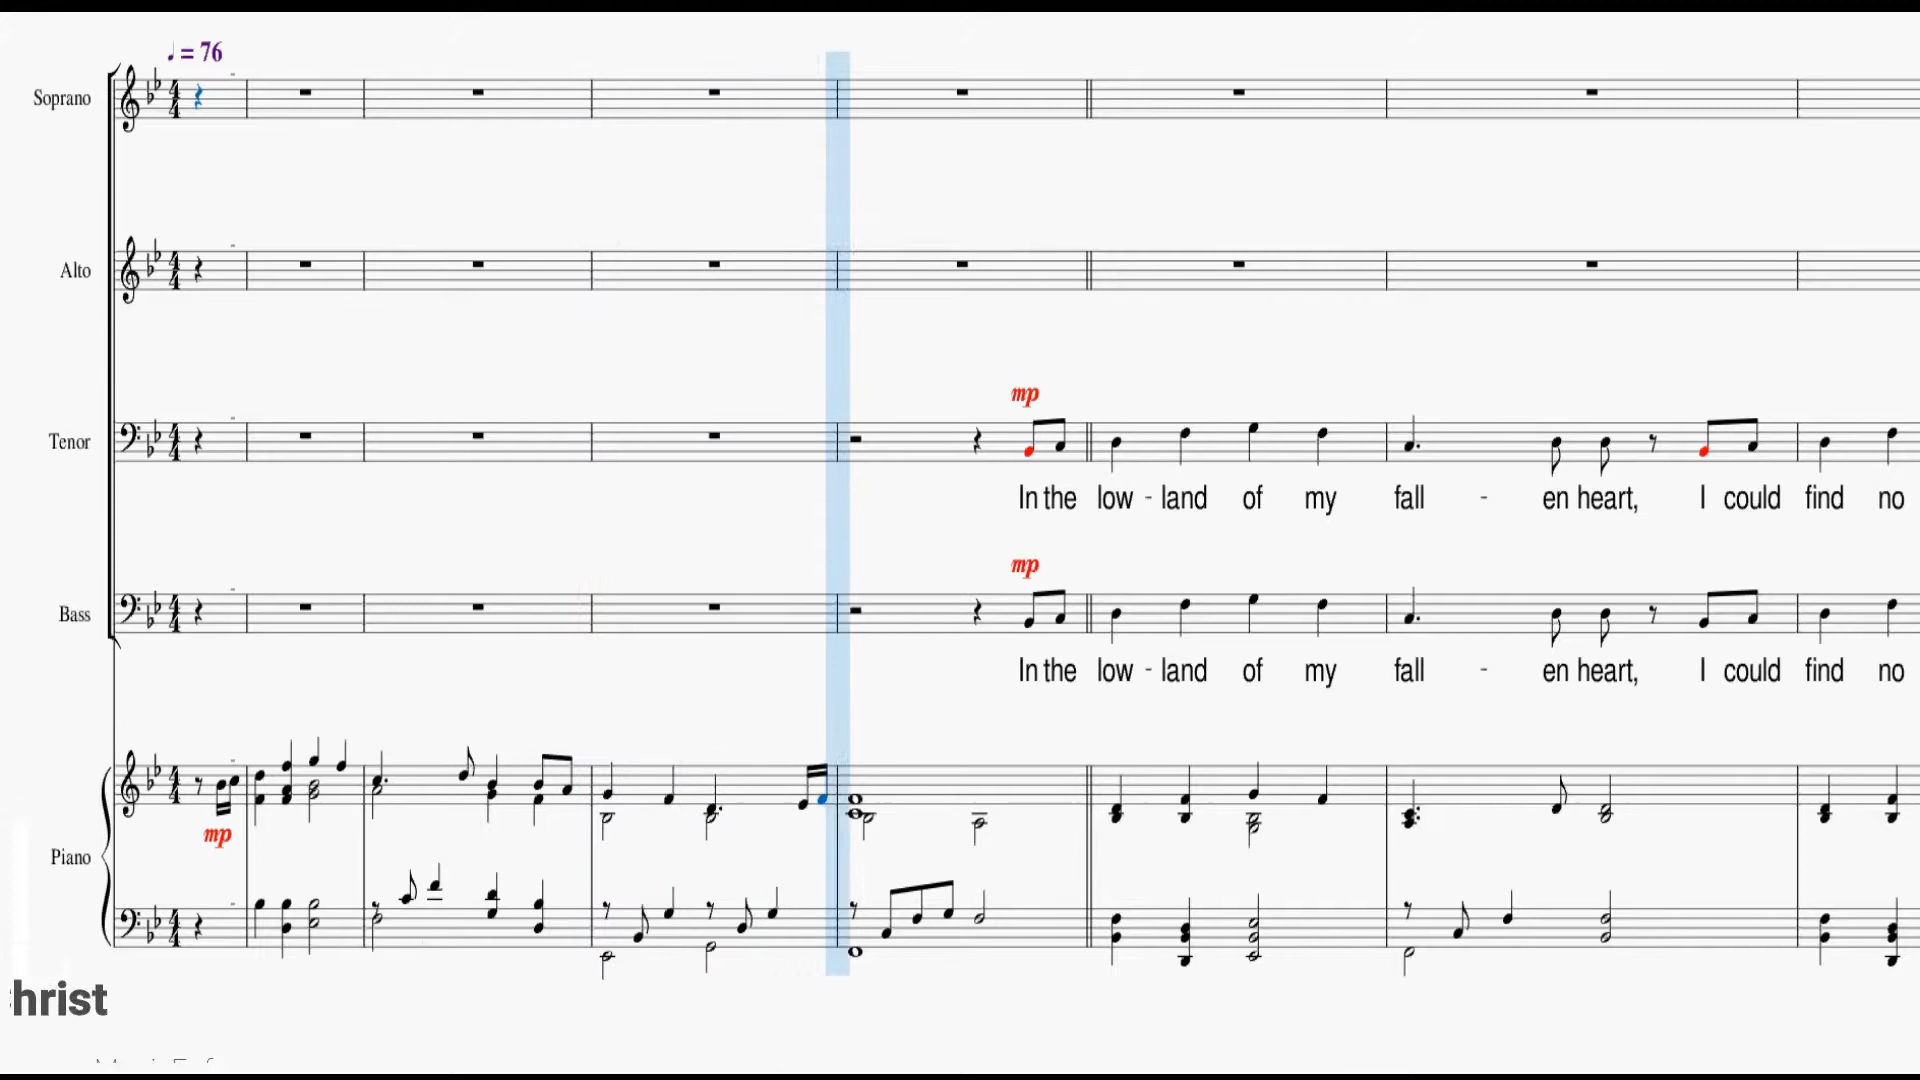 ♩ = 76
Soprano
Alto
mp
Tenor
In the low - land of my fall - en heart, I could find no
mp
Bass
In the low - land of my fall - en heart, I could find no
mp
Piano
hrist